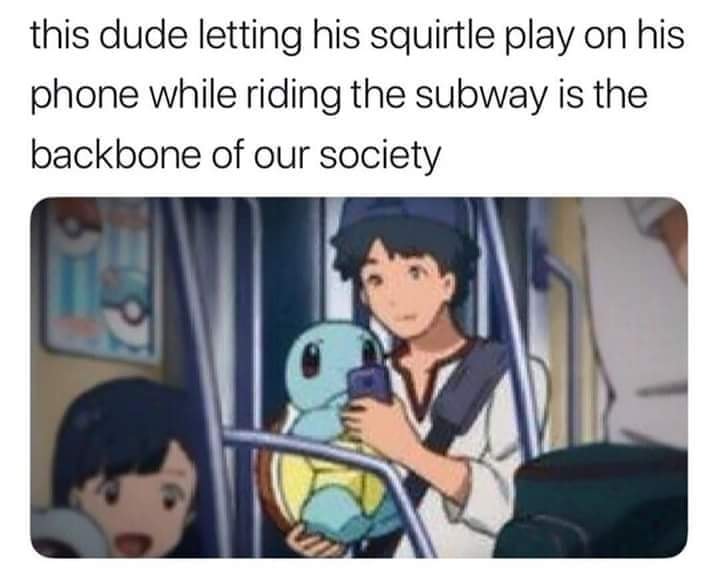 this dude letting his squirtle play on his
phone while riding the subway is the
backbone of our society